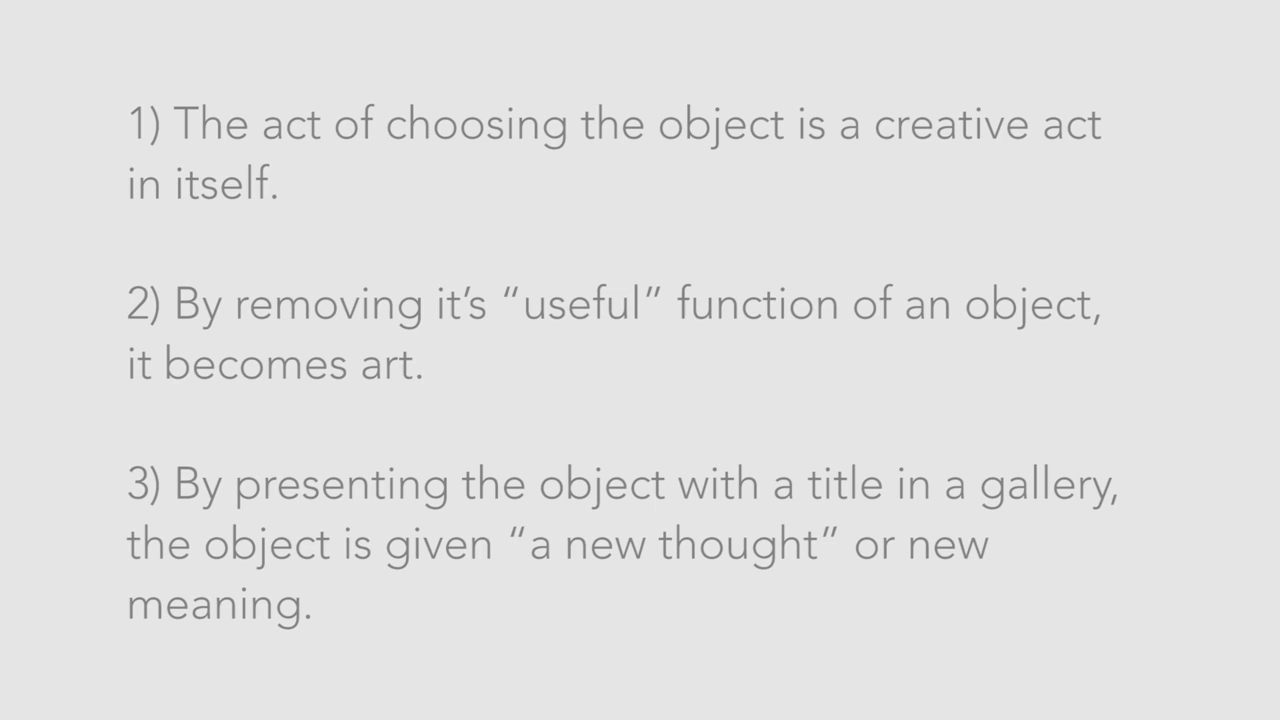 1) The act of choosing the object is a creative act
in itself.
2) By removing it’s “useful” function of an object,
it becomes art.
3) By presenting the object with a title in a gallery,
the object is given “a new thought” or new
meaning.